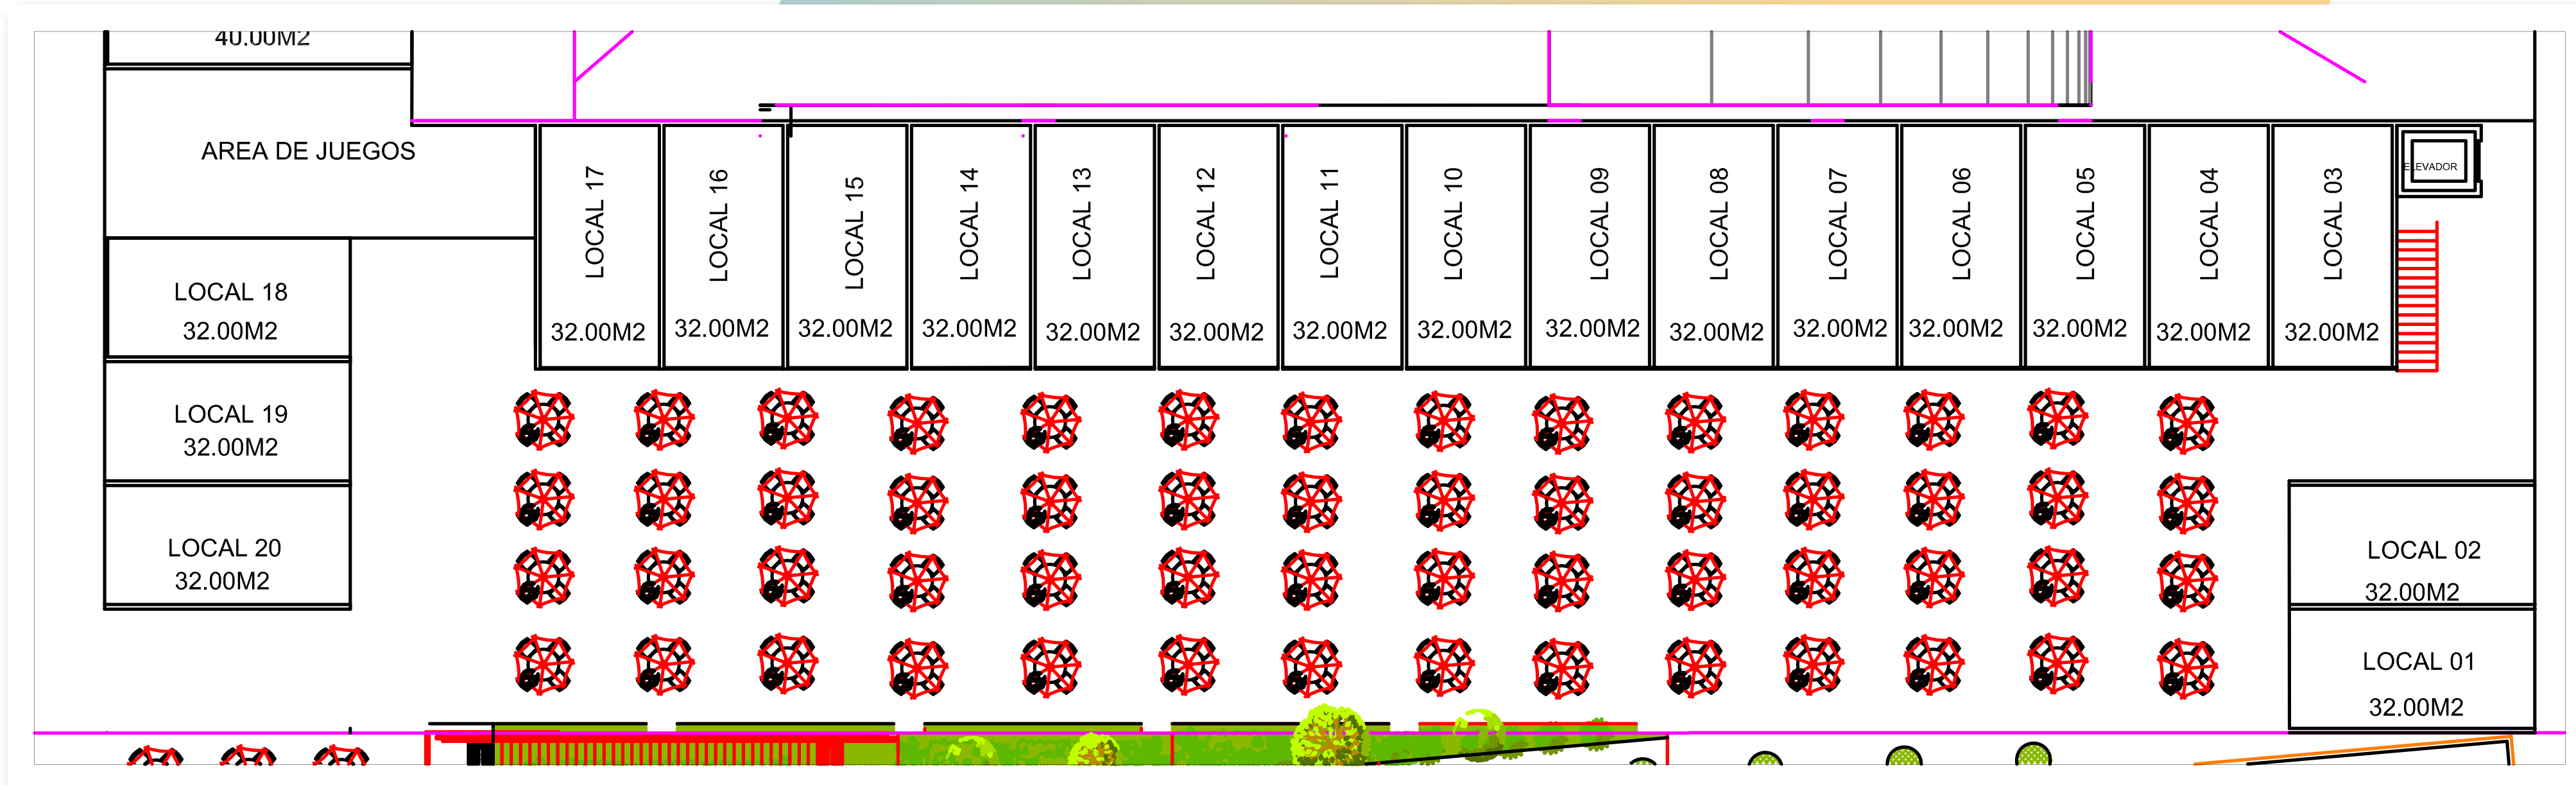 40.00M2
AREA DE JUEGOS
LOCAL 17
32.00M2
LOCAL 16
32.00M2
LOCAL 15
32.00M2
LOCAL 14
32.00M2
LOCAL 13
32.00M2
LOCAL 12
32.00M2
LOCAL 11
32.00M2
LOCAL 10
32.00M2
LOCAL 09
32.00M2
LOCAL 08
32.00M2
LOCAL 07
32.00M2
LOCAL 06
32.00M2
LOCAL 05
32.00M2
LOCAL 04
32.00M2
LOCAL 03
32.00M2
ELEVADOR
LOCAL 18
32.00M2
LOCAL 19
32.00M2
LOCAL 20
32.00M2
LOCAL 02
32.00M2
LOCAL 01
32.00M2